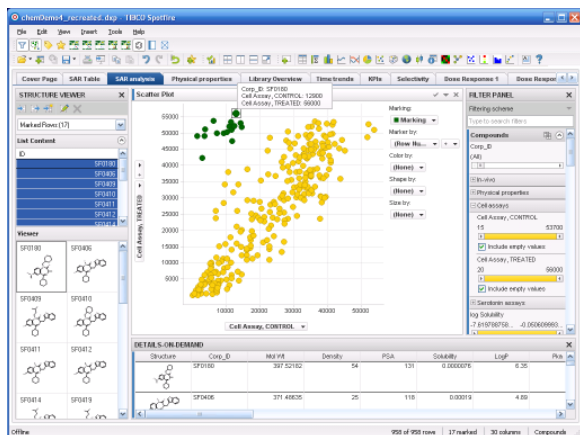 chemDemo4_recreated.dxp - TIBCO Spotfire
File Edit View Insert Tools Help
Cover Page SAR Table SAR analysis Physical properties Library Overview Time trends KPIs Selectivity Dose Response 1 Dose Respor
STRUCTURE VIEWER
Marked Rows (17)
List Content
ID
SF0180
SF0406
SF0409
SF0410
SF0411
SF0412
SF0414
Viewer
SF0180 SF0406
SF0409 SF0410
SF0411 SF0412
SF0414 SF0419
Scatter Plot
Corp_ID: SF0180
Cell Assay, CONTROL: 12900
Cell Assay, TREATED: 56000
55000
50000
45000
40000
35000
30000
25000
20000
15000
10000
5000
Cell Assay, TREATED
10000 20000 30000 40000 50000
Cell Assay, CONTROL
Marking:
Marking
Marker by:
(Row Nu...
Color by:
(None)
Shape by:
(None)
Size by:
(None)
FILTER PANEL
Filtering scheme
Type to search filters
Compounds
Corp_ID
(All)
In-vivo
Physical properties
Cell assays
Cell Assay, CONTROL
15 53700
Include empty values
Cell Assay, TREATED
20 56000
Include empty values
Serotonin assays
log Solubility
DETAILS-ON-DEMAND
Structure Corp_ID Mol Wt Density PSA Solubility LogP
SF0180 397.52162 54 131 0.0000076 6.35
SF0406 371.48635 25 118 0.00019 4.89
Offline 958 of 958 rows 17 marked 30 columns Compounds